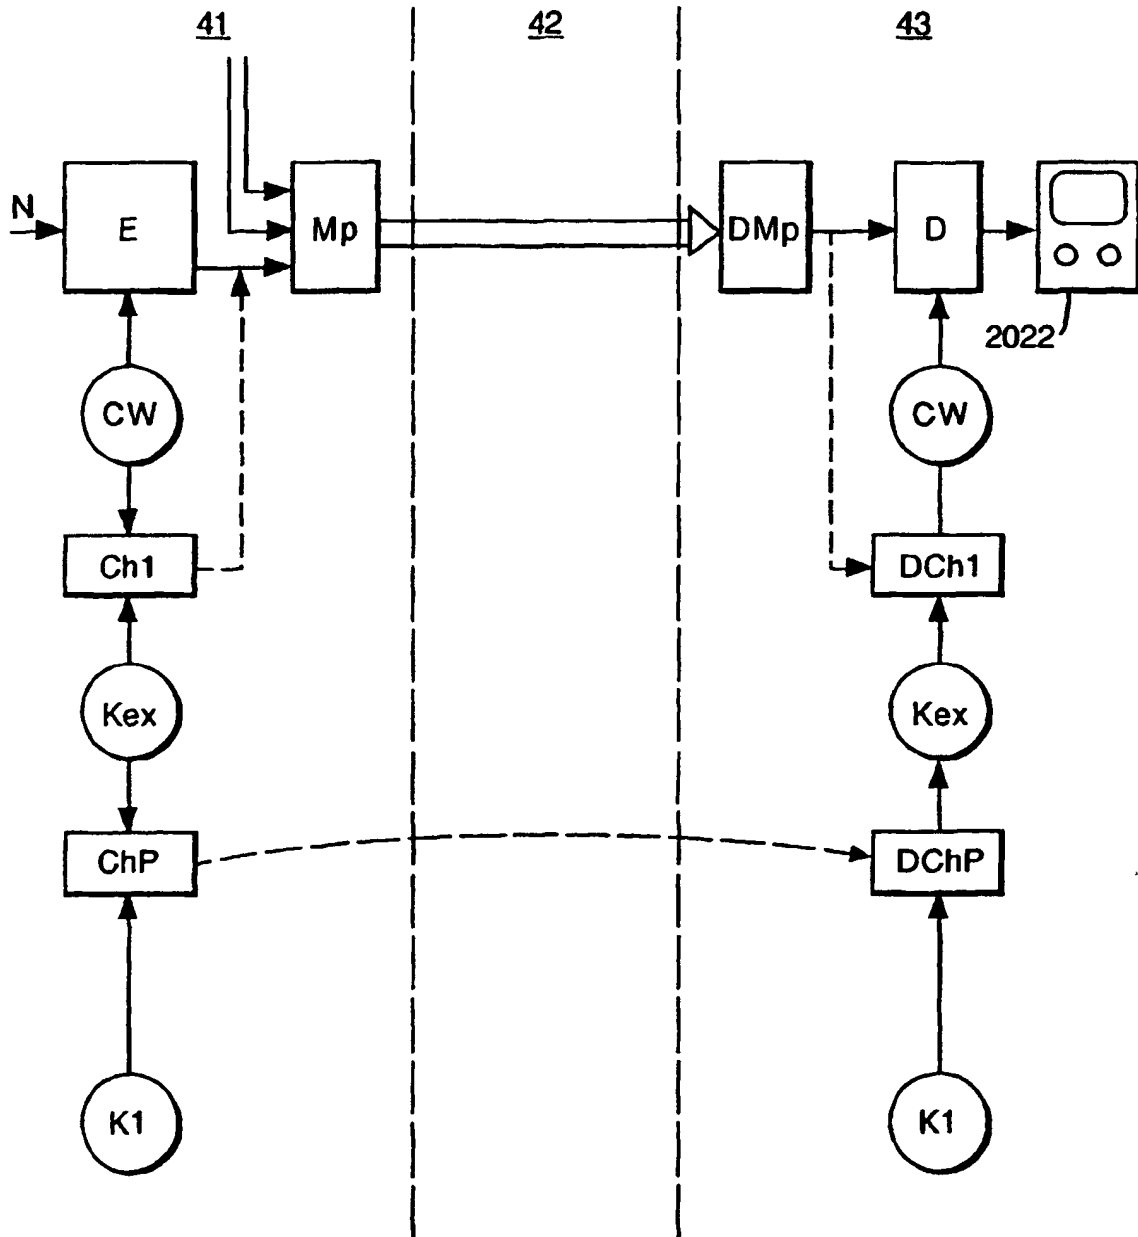 41 42 43
N E Mp DMp D
2022
CW CW
Ch1 DCh1
Kex Kex
ChP DChP
K1 K1